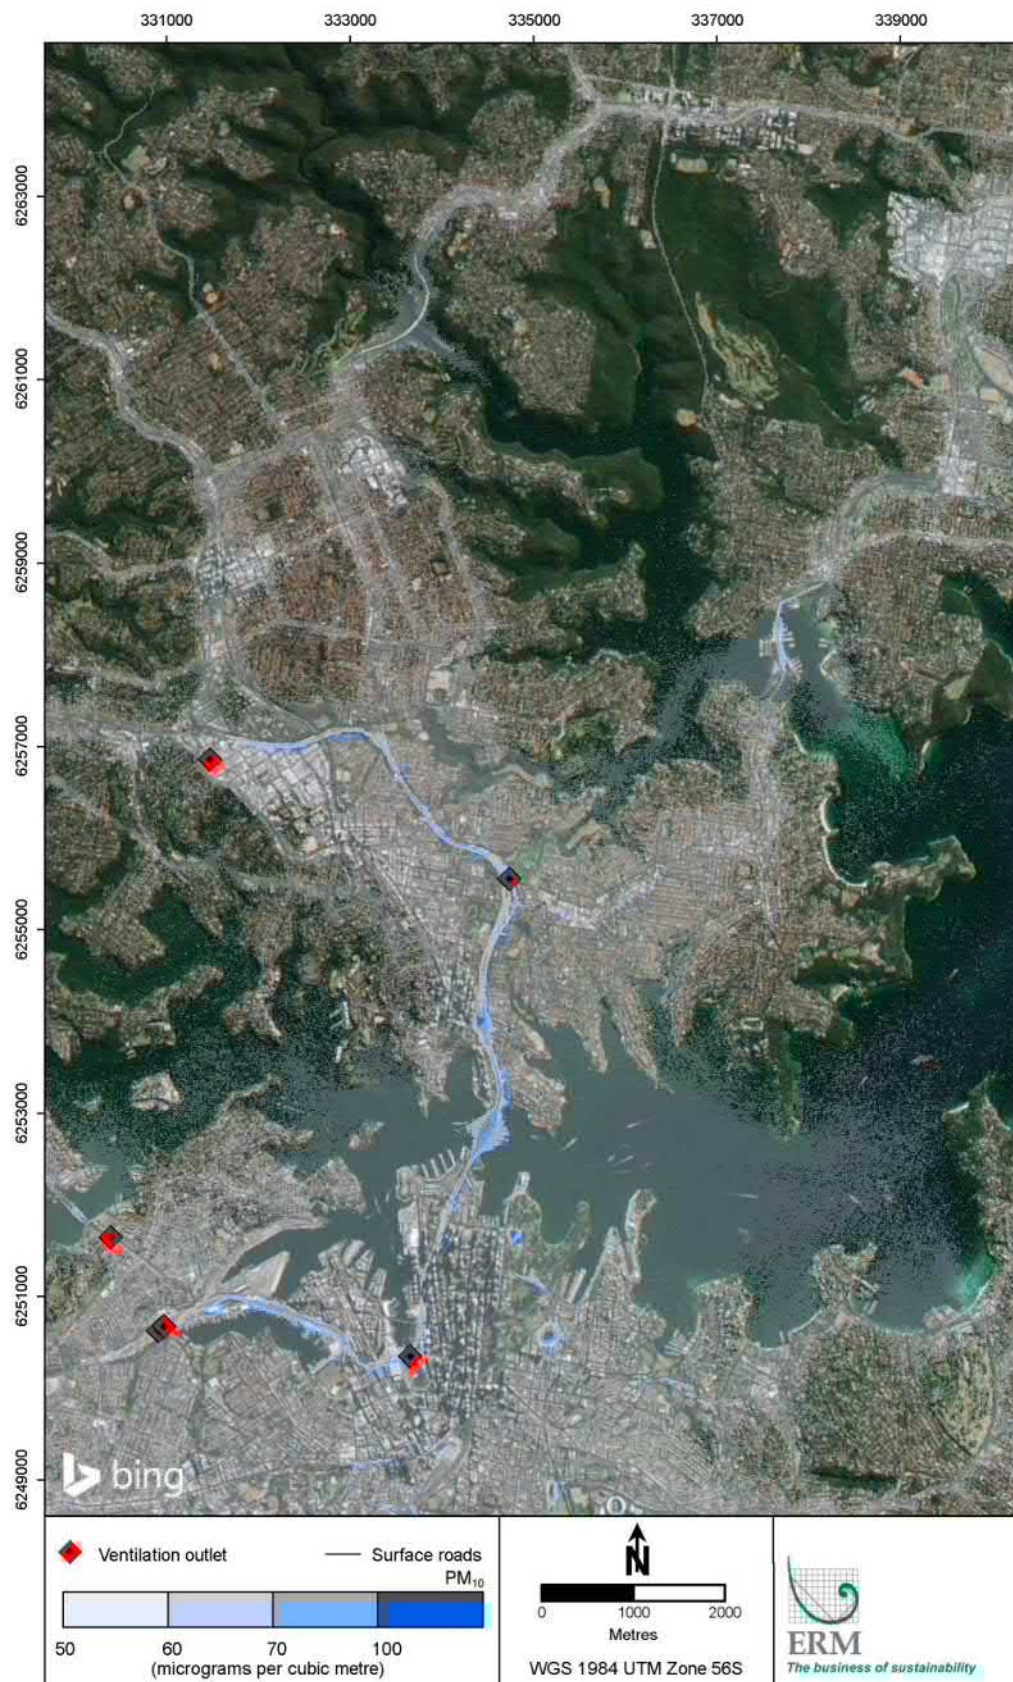 331000 333000 335000 337000 339000
6263000
6261000
6259000
6257000
6255000
6253000
6251000
6249000
bing
Ventilation outlet
Surface roads
PM10
50 60 70 100
(micrograms per cubic metre)
N
0 1000 2000
Metres
WGS 1984 UTM Zone 56S
ERM
The business of sustainability